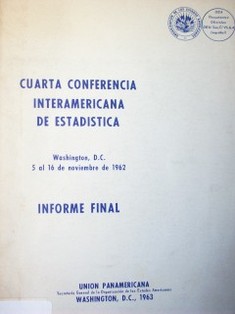 CUARTA CONFERENCIA
INTERAMERICANA
DE ESTADISTICA
Washington, D.C.
5 al 16 de noviembre de 1962
INFORME FINAL
UNION PANAMERICANA
Secretaría General de la Organización de los Estados Americanos
WASHINGTON, D.C., 1963